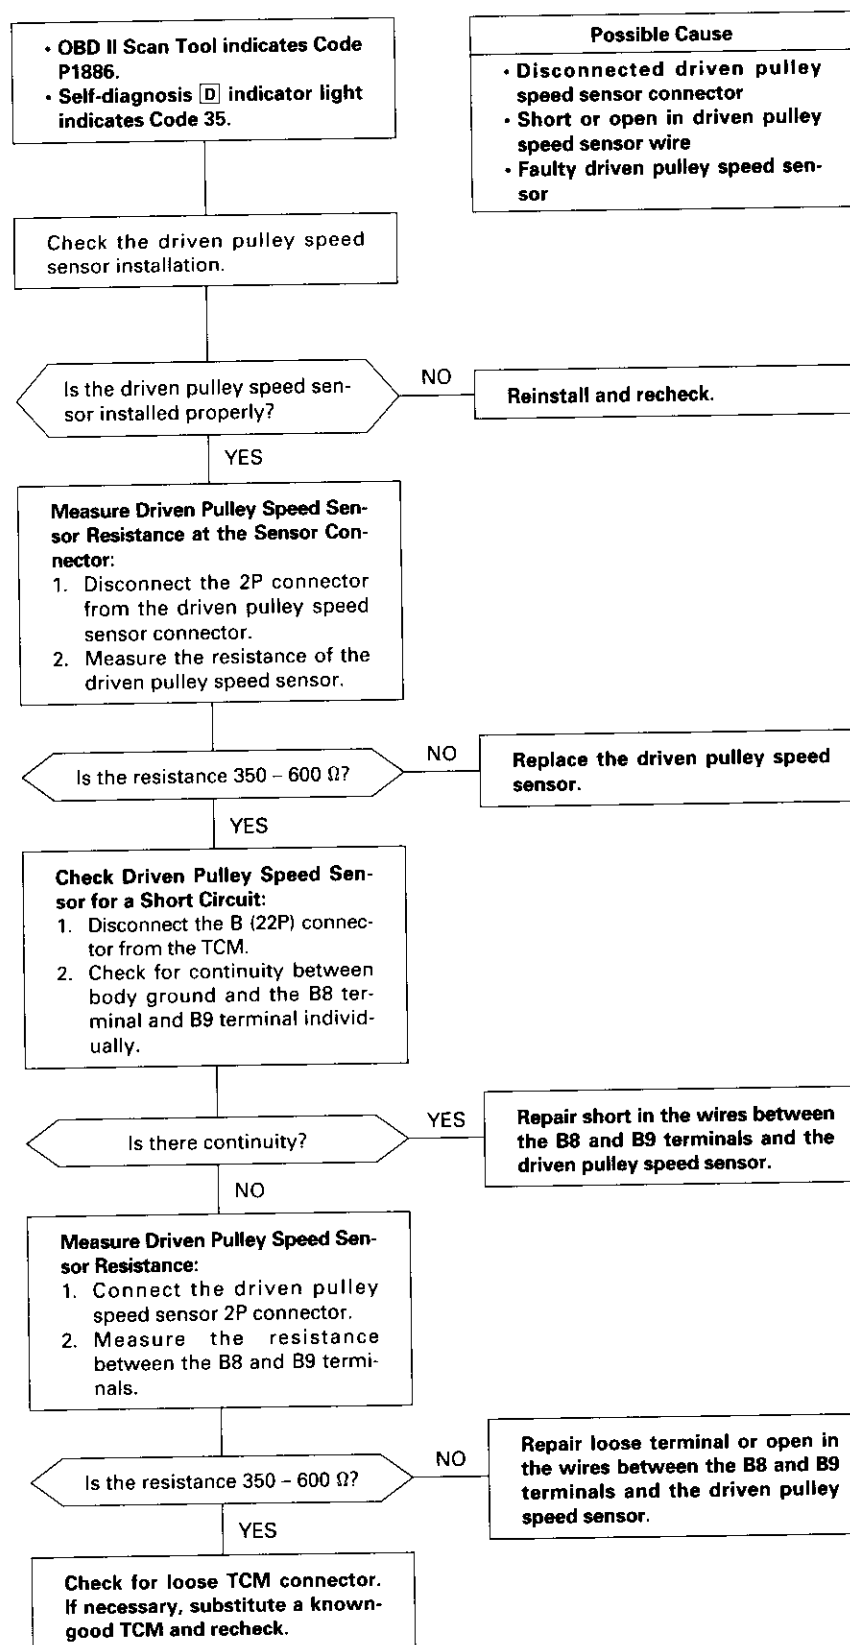 • OBD II Scan Tool indicates Code
P1886.
• Self-diagnosis D indicator light
indicates Code 35.
Possible Cause
• Disconnected driven pulley
speed sensor connector
• Short or open in driven pulley
speed sensor wire
• Faulty driven pulley speed sen-
sor
Check the driven pulley speed
sensor installation.
Is the driven pulley speed sen-
sor installed properly?
NO
Reinstall and recheck.
YES
Measure Driven Pulley Speed Sen-
sor Resistance at the Sensor Con-
nector:
1. Disconnect the 2P connector
from the driven pulley speed
sensor connector.
2. Measure the resistance of the
driven pulley speed sensor.
Is the resistance 350 – 600 Ω?
NO
Replace the driven pulley speed
sensor.
YES
Check Driven Pulley Speed Sen-
sor for a Short Circuit:
1. Disconnect the B (22P) connec-
tor from the TCM.
2. Check for continuity between
body ground and the B8 ter-
minal and B9 terminal individ-
ually.
Is there continuity?
YES
Repair short in the wires between
the B8 and B9 terminals and the
driven pulley speed sensor.
NO
Measure Driven Pulley Speed Sen-
sor Resistance:
1. Connect the driven pulley
speed sensor 2P connector.
2. Measure the resistance
between the B8 and B9 termi-
nals.
Is the resistance 350 – 600 Ω?
NO
Repair loose terminal or open in
the wires between the B8 and B9
terminals and the driven pulley
speed sensor.
YES
Check for loose TCM connector.
If necessary, substitute a known-
good TCM and recheck.